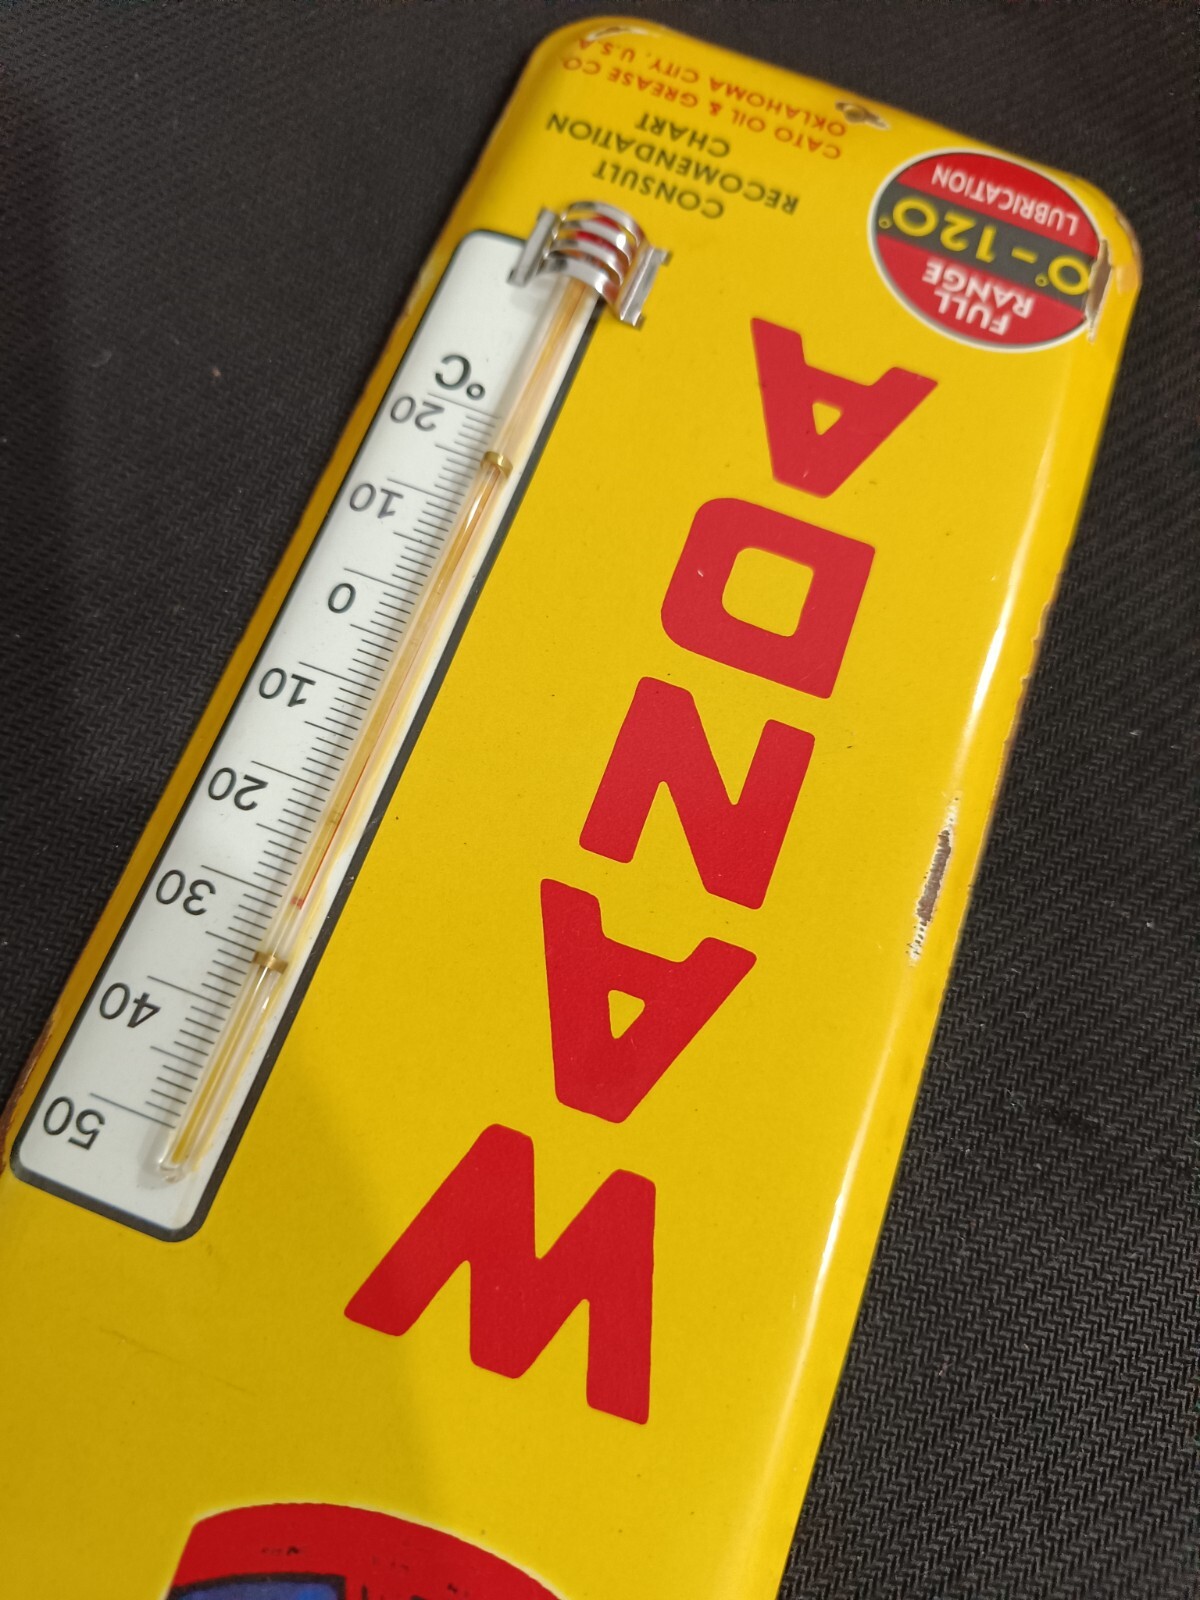 WANDA
50
40
30
20
10
0
10
20
°C
FULL
RANGE
0°-120°
LUBRICATION
CONSULT
RECOMENDATION
CHART
CATO OIL & GREASE CO
OKLAHOMA CITY, U.S.A